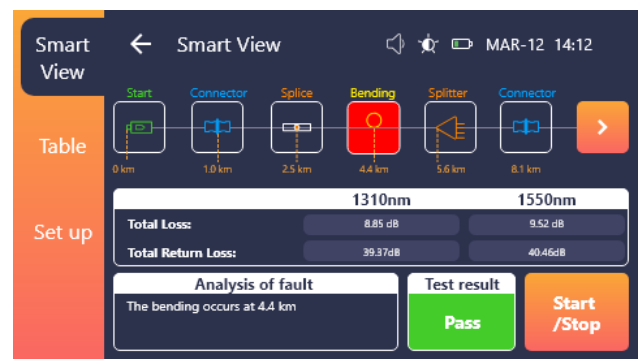 Smart View
Smart View
MAR-12 14:12
Table
Set up
Start Connector Splice Bending Splitter Connector
0 km 1.0 km 2.5 km 4.4 km 5.6 km 8.1 km
1310nm 1550nm
Total Loss: 8.85 dB 9.52 dB
Total Return Loss: 39.37dB 40.46dB
Analysis of fault
The bending occurs at 4.4 km
Test result
Pass
Start
/Stop